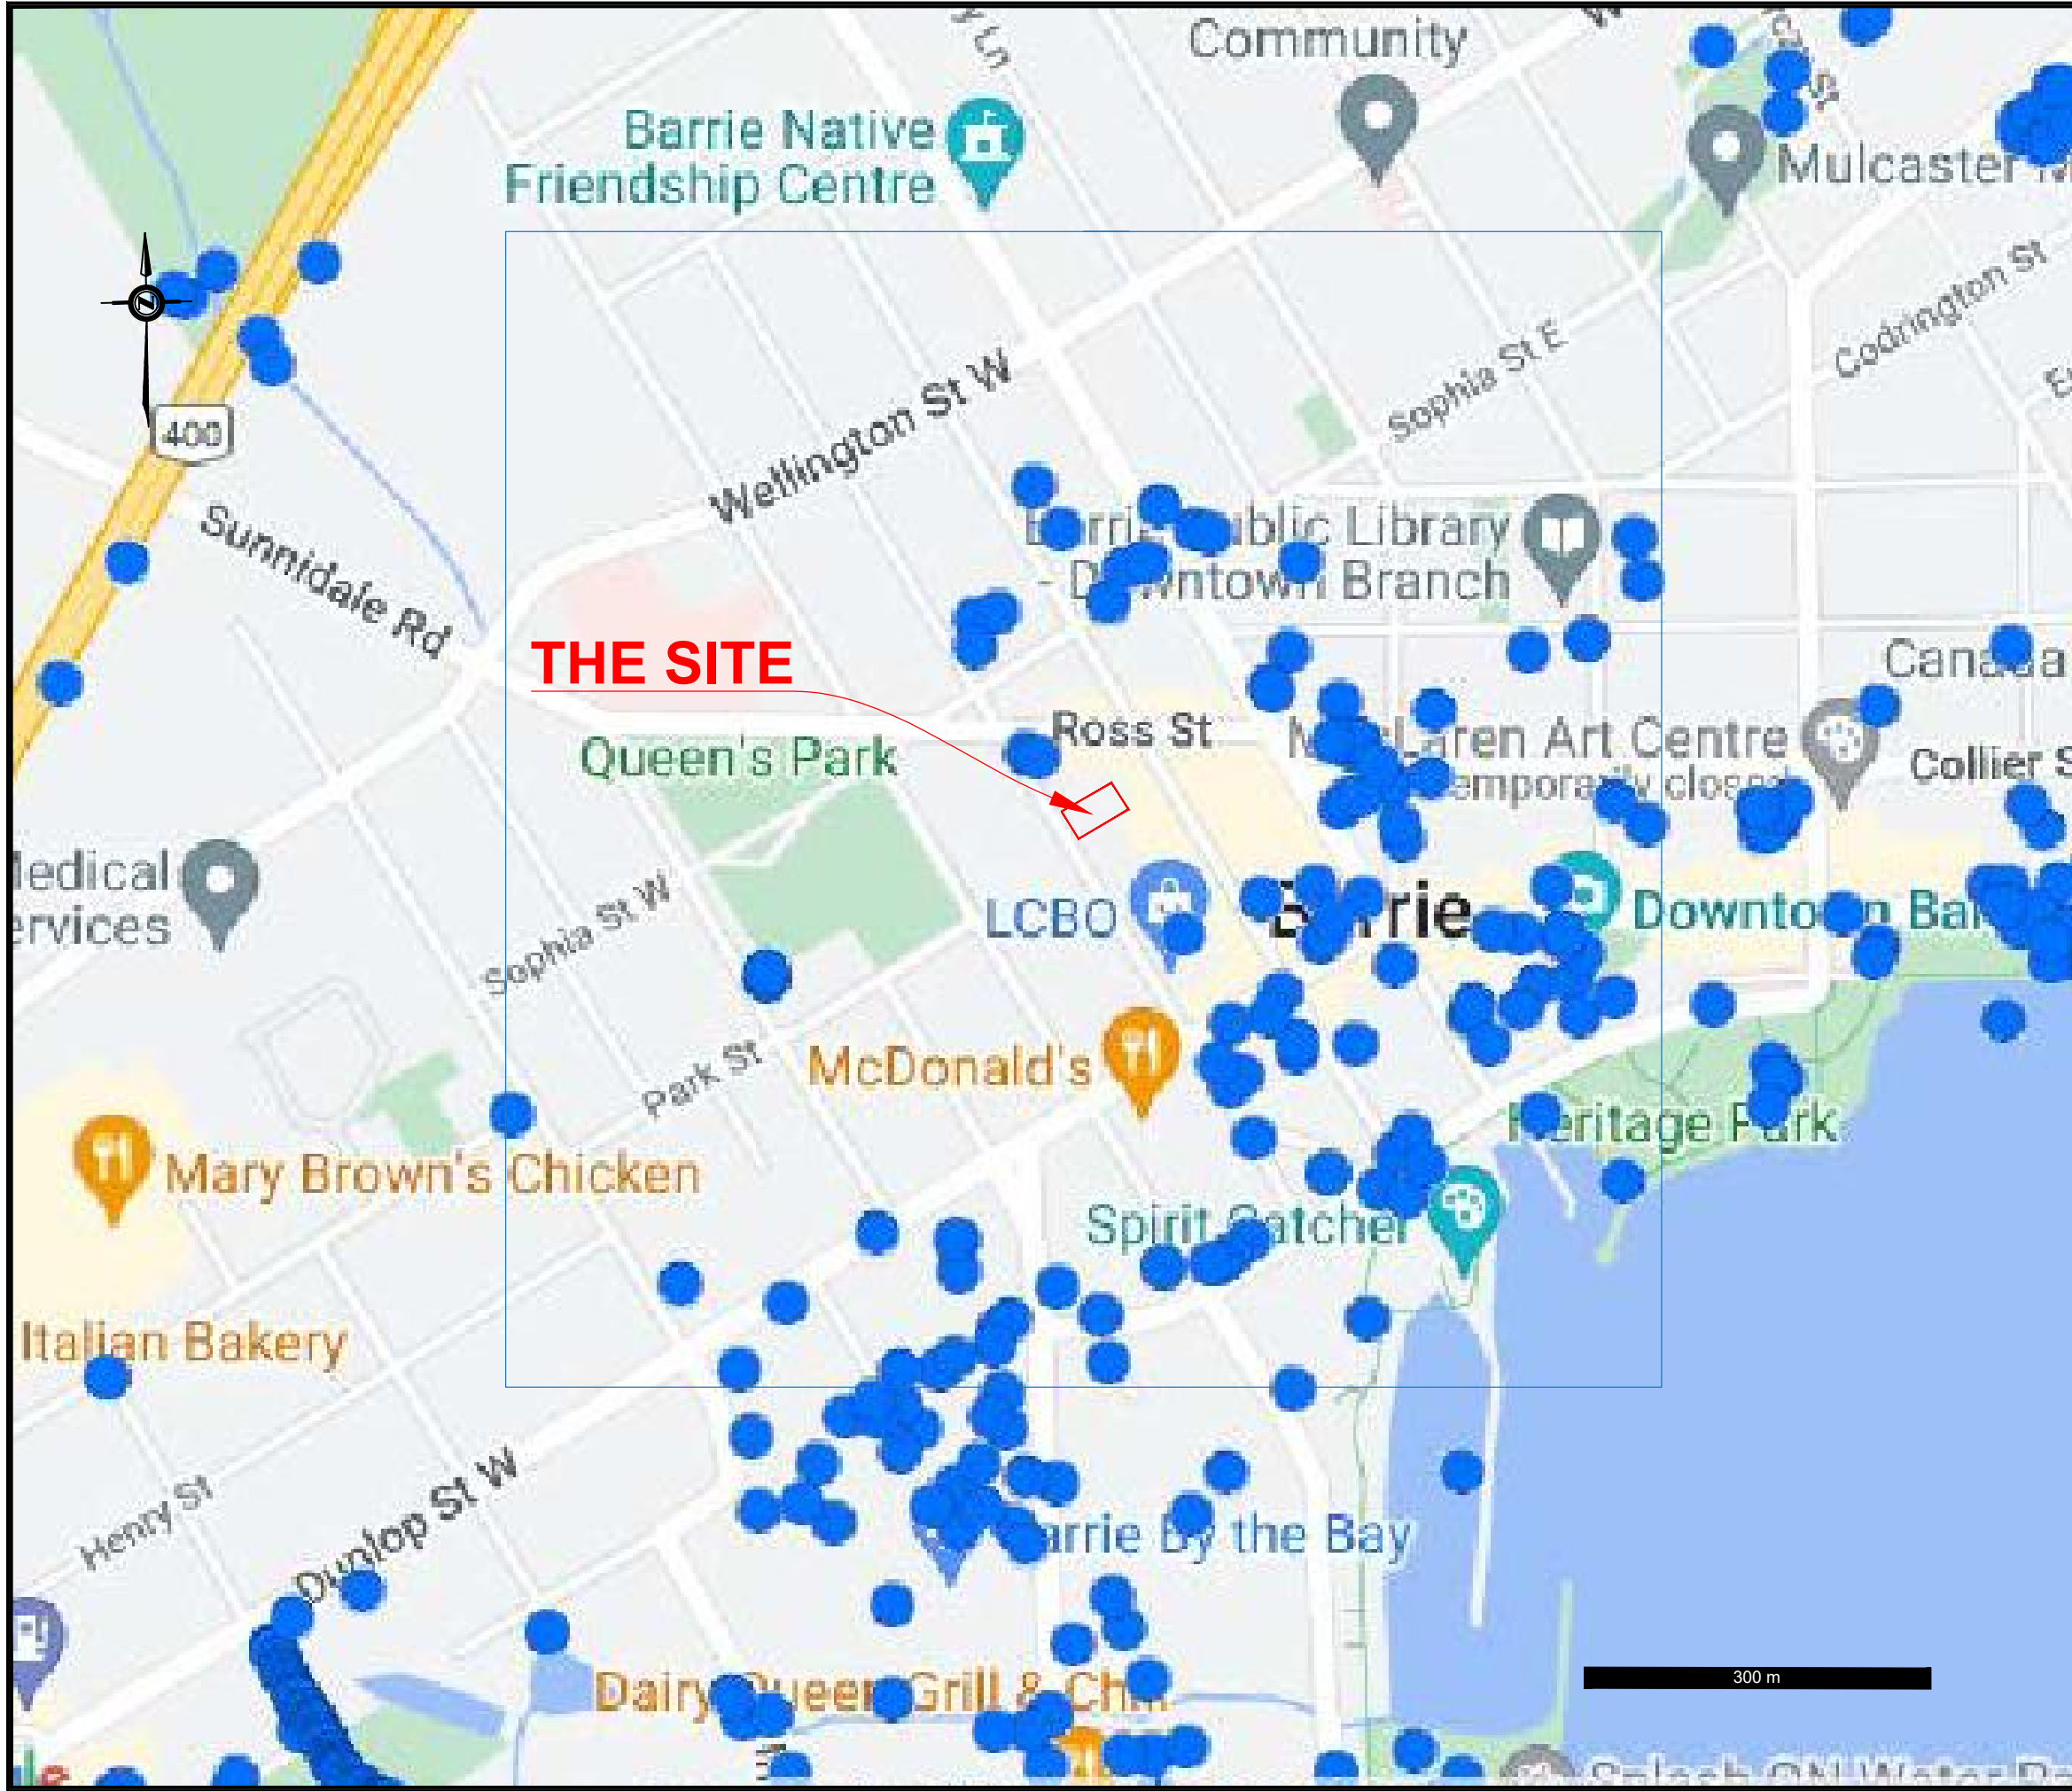 Community
Barrie Native
Friendship Centre
Mulcaster
Codrington St
Sophia St E
Wellington St W
400
Sunnidale Rd
Barrie Public Library
- Downtown Branch
THE SITE
Canada
Ross St
Queen's Park
MacLaren Art Centre
Temporarily closed
Collier S
Medical
ervices
LCBO
Barrie
Downtown Bar
Sophia St W
McDonald's
Park St
Heritage Park
Mary Brown's Chicken
Spirit Catcher
Italian Bakery
Dunlop St W
Henry St
Barrie By the Bay
300 m
Dairy Queen Grill & Chill